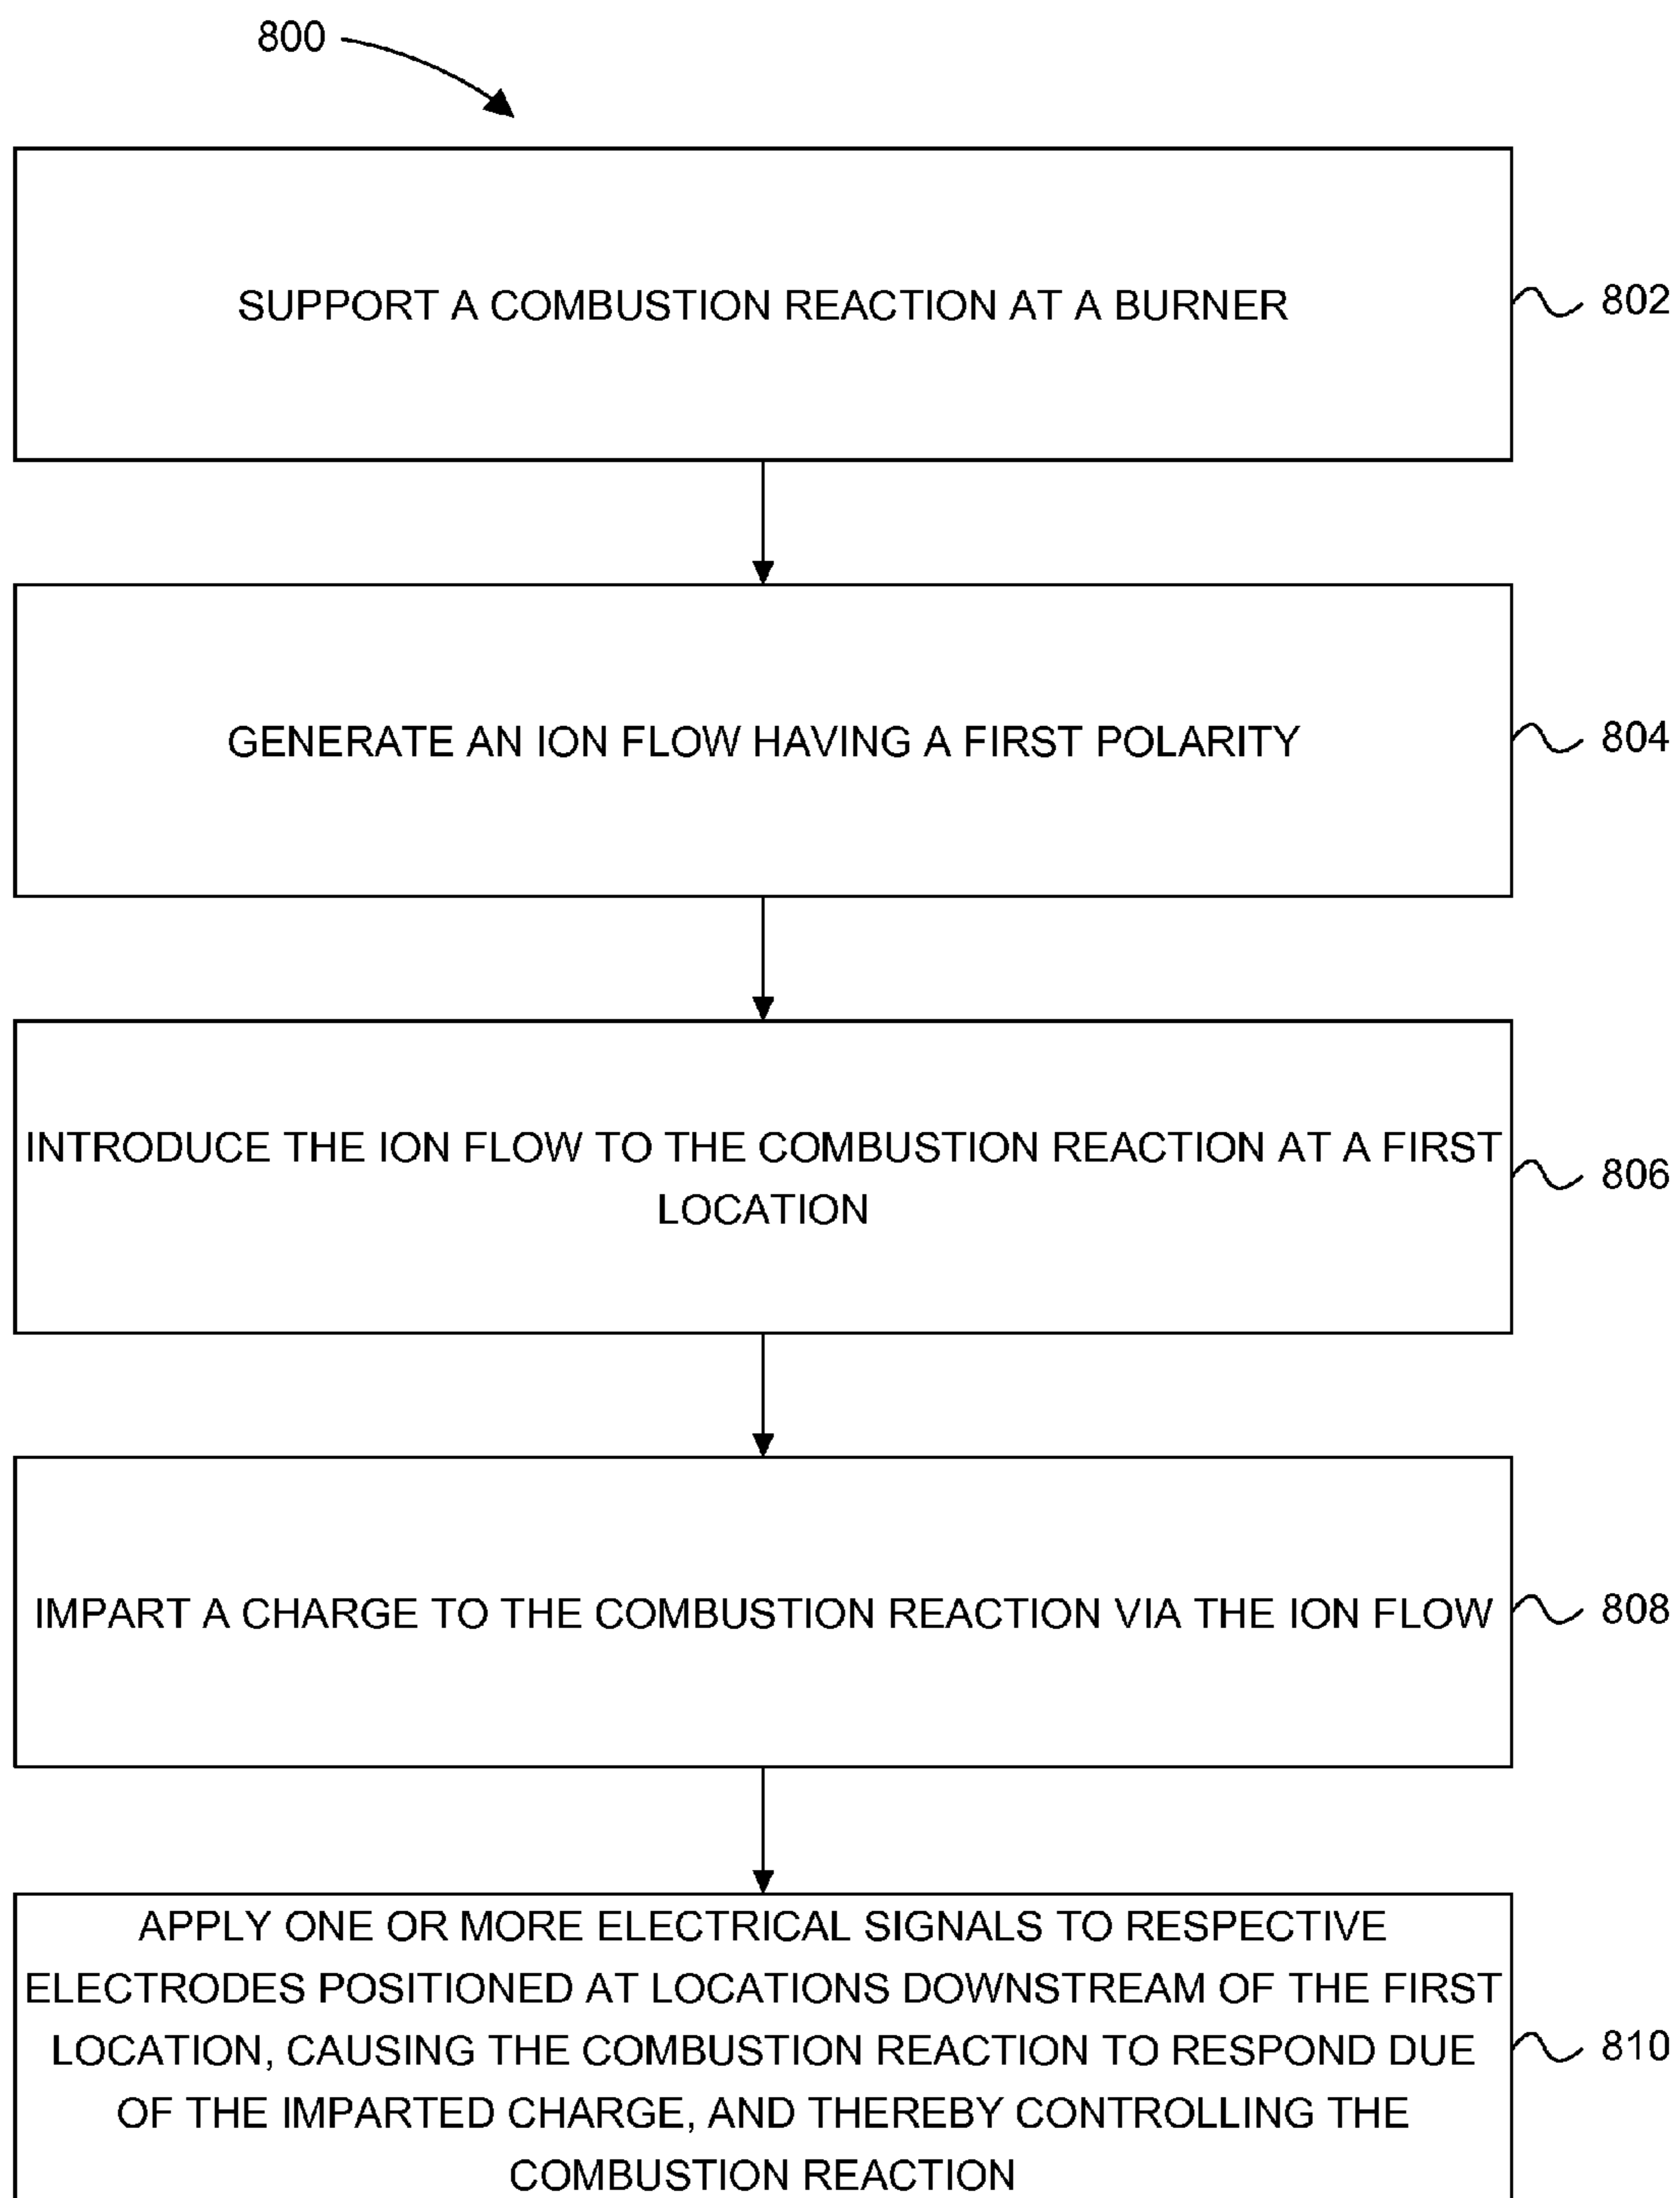 800
SUPPORT A COMBUSTION REACTION AT A BURNER
802
GENERATE AN ION FLOW HAVING A FIRST POLARITY
804
INTRODUCE THE ION FLOW TO THE COMBUSTION REACTION AT A FIRST
LOCATION
806
IMPART A CHARGE TO THE COMBUSTION REACTION VIA THE ION FLOW
808
APPLY ONE OR MORE ELECTRICAL SIGNALS TO RESPECTIVE
ELECTRODES POSITIONED AT LOCATIONS DOWNSTREAM OF THE FIRST
LOCATION, CAUSING THE COMBUSTION REACTION TO RESPOND DUE
OF THE IMPARTED CHARGE, AND THEREBY CONTROLLING THE
COMBUSTION REACTION
810